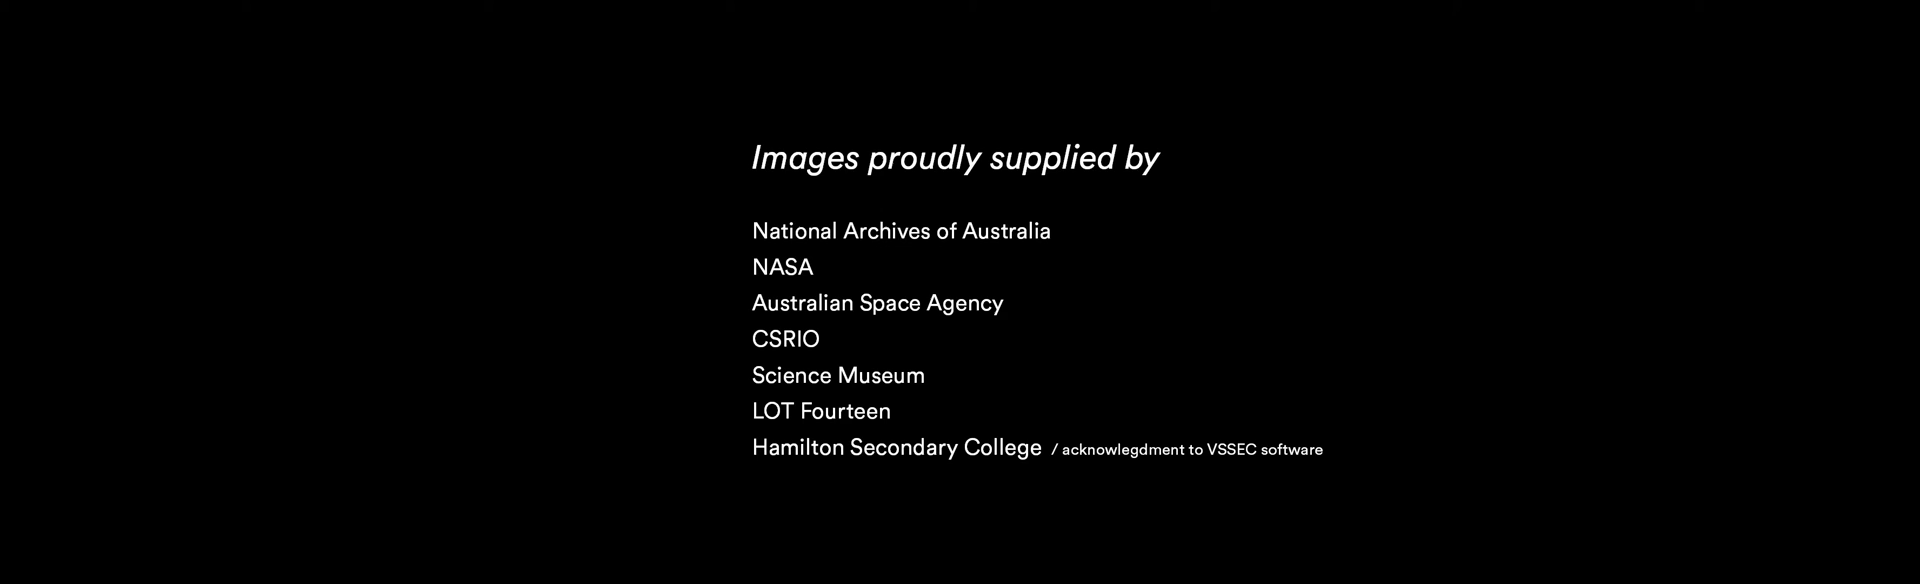 Images proudly supplied by
National Archives of Australia
NASA
Australian Space Agency
CSRIO
Science Museum
LOT Fourteen
Hamilton Secondary College / acknowlegdment to VSSEC software